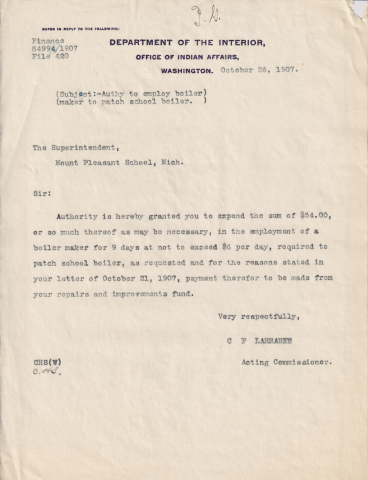 REFER IN REPLY TO THE FOLLOWING:
Finance
84994/1907
File 420
DEPARTMENT OF THE INTERIOR,
OFFICE OF INDIAN AFFAIRS,
WASHINGTON. October 26, 1907.
(Subject:-Authy to employ boiler)
(maker to patch school boiler. )
The Superintendent,
Mount Pleasant School, Mich.
Sir:
Authority is hereby granted you to expend the sum of $54.00,
or so much thereof as may be necessary, in the employment of a
boiler maker for 9 days at not to exceed $6 per day, required to
patch school boiler, as requested and for the reasons stated in
your letter of October 21, 1907, payment therefor to be made from
your repairs and improvements fund.
Very respectfully,
C F LARRABEE
Acting Commissioner.
CHS(W)